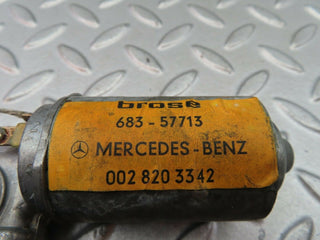 brose
683-57713
MERCEDES-BENZ
002 820 3342